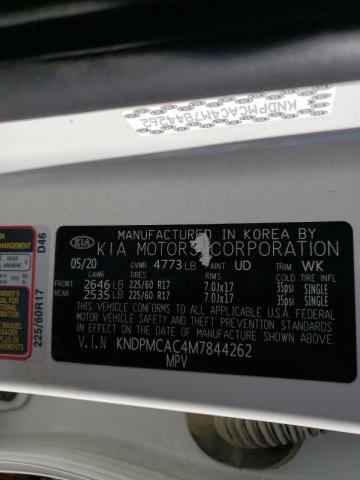 KNDPMCAC4M7844262
D46
225/60R17
MANUFACTURED IN KOREA BY
KIA KIA MOTORS CORPORATION
05/20 GVWR 4773 LB PAINT UD TRIM WK
GAWR TIRES RIMS COLD TIRE INFL
FRONT 2646 LB 225/60 R17 7.0Jx17 35psi SINGLE
REAR 2535 LB 225/60 R17 7.0Jx17 35psi SINGLE
THIS VEHICLE CONFORMS TO ALL APPLICABLE U.S.A.
FEDERAL MOTOR VEHICLE SAFETY, BUMPER, AND
THEFT PREVENTION STANDARDS IN EFFECT ON THE
DATE OF MANUFACTURE SHOWN ABOVE.
V.I.N KNDPMCAC4M7844262
MPV